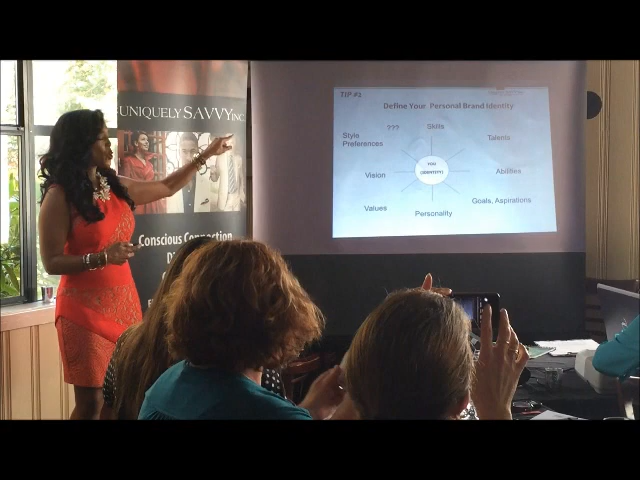 UNIQUELY SAVVY INC
Conscious Connection
TIP #2
Define Your Personal Brand Identity
???
Skills
Style
Preferences
Talents
YOU
IDENTITY
Vision
Abilities
Values
Personality
Goals, Aspirations